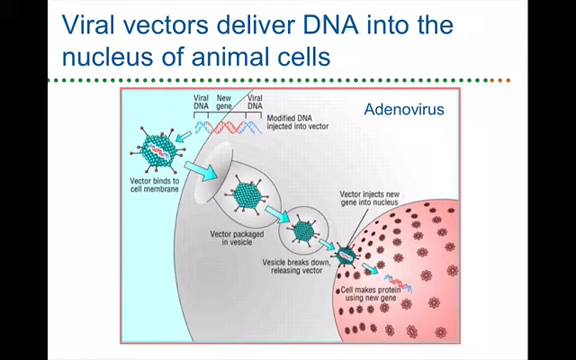 Viral vectors deliver DNA into the
nucleus of animal cells
Viral New Viral
DNA gene DNA
Modified DNA
injected into vector
Adenovirus
Vector binds to
cell membrane
Vector packaged
in vesicle
Vesicle breaks down,
releasing vector
Vector injects new
gene into nucleus
Cell makes protein
using new gene